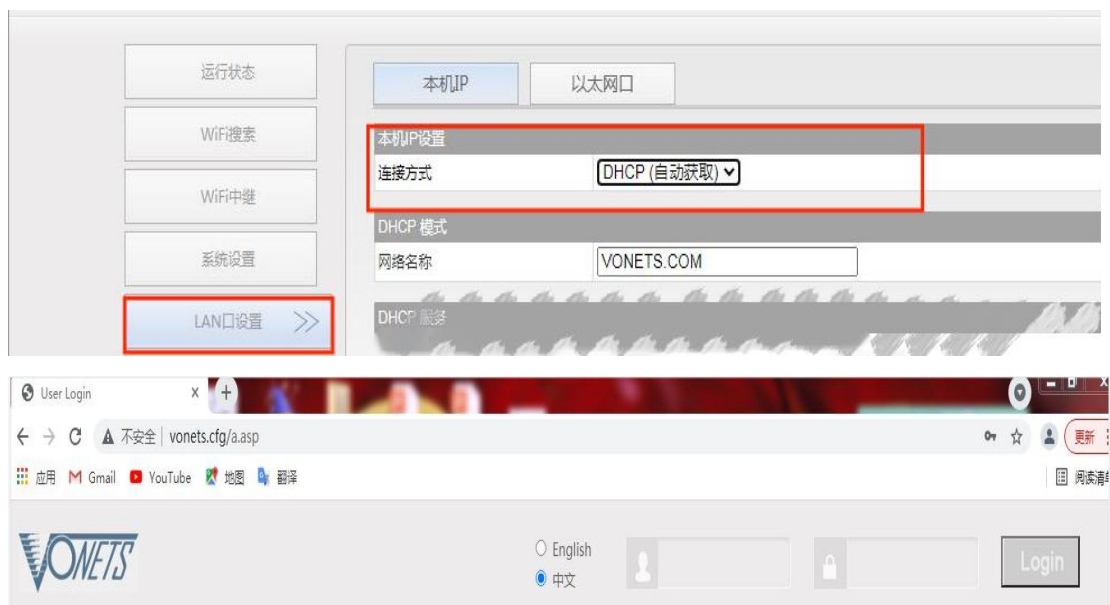 运行状态
本机IP 以太网口
WiFi搜索
本机IP设置
连接方式 DHCP (自动获取)
WiFi中继
DHCP 模式
系统设置
网络名称 VONETS.COM
LAN口设置
DHCP 服务
User Login
不安全 vonets.cfg/a.asp
更新
应用 Gmail YouTube 地图 翻译
阅读清单
VONETS
English
中文
Login